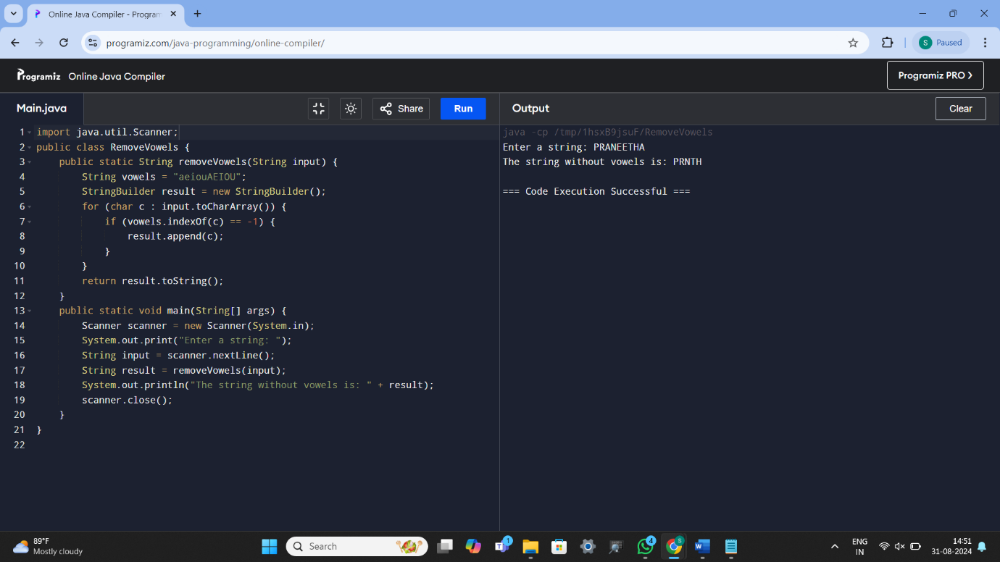 Online Java Compiler - Program
programiz.com/java-programming/online-compiler/
S Paused
Programiz Online Java Compiler
Programiz PRO ❯
Main.java
Share
Run
Output
Clear
1 import java.util.Scanner;
2 public class RemoveVowels {
3     public static String removeVowels(String input) {
4         String vowels = "aeiouAEIOU";
5         StringBuilder result = new StringBuilder();
6         for (char c : input.toCharArray()) {
7             if (vowels.indexOf(c) == -1) {
8                 result.append(c);
9             }
10         }
11         return result.toString();
12     }
13     public static void main(String[] args) {
14         Scanner scanner = new Scanner(System.in);
15         System.out.print("Enter a string: ");
16         String input = scanner.nextLine();
17         String result = removeVowels(input);
18         System.out.println("The string without vowels is: " + result);
19         scanner.close();
20     }
21 }
22
java -cp /tmp/1hsxB9jsuF/RemoveVowels
Enter a string: PRANEETHA
The string without vowels is: PRNTH
=== Code Execution Successful ===
89°F
Mostly cloudy
Search
1
4
S
W
ENG
IN
14:51
31-08-2024